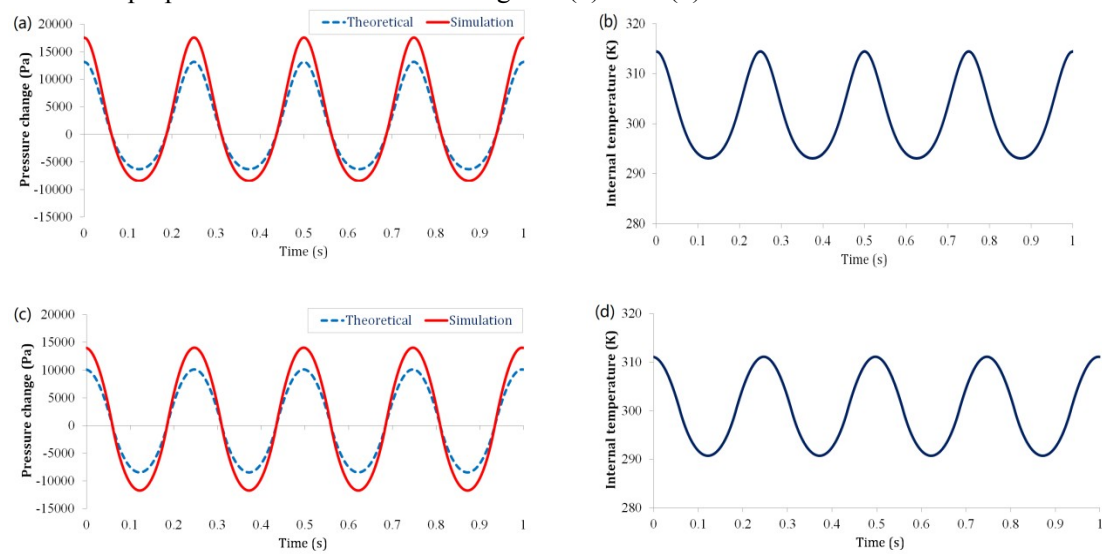 (a)
Theoretical Simulation
20000
15000
10000
5000
0
-5000
-10000
-15000
Pressure change (Pa)
0 0.1 0.2 0.3 0.4 0.5 0.6 0.7 0.8 0.9 1
Time (s)
(b)
320
310
300
290
280
Internal temperature (K)
0 0.1 0.2 0.3 0.4 0.5 0.6 0.7 0.8 0.9 1
Time (s)
(c)
Theoretical Simulation
20000
15000
10000
5000
0
-5000
-10000
-15000
Pressure change (Pa)
0 0.1 0.2 0.3 0.4 0.5 0.6 0.7 0.8 0.9 1
Time (s)
(d)
320
310
300
290
280
Internal temperature (K)
0 0.1 0.2 0.3 0.4 0.5 0.6 0.7 0.8 0.9 1
Time (s)